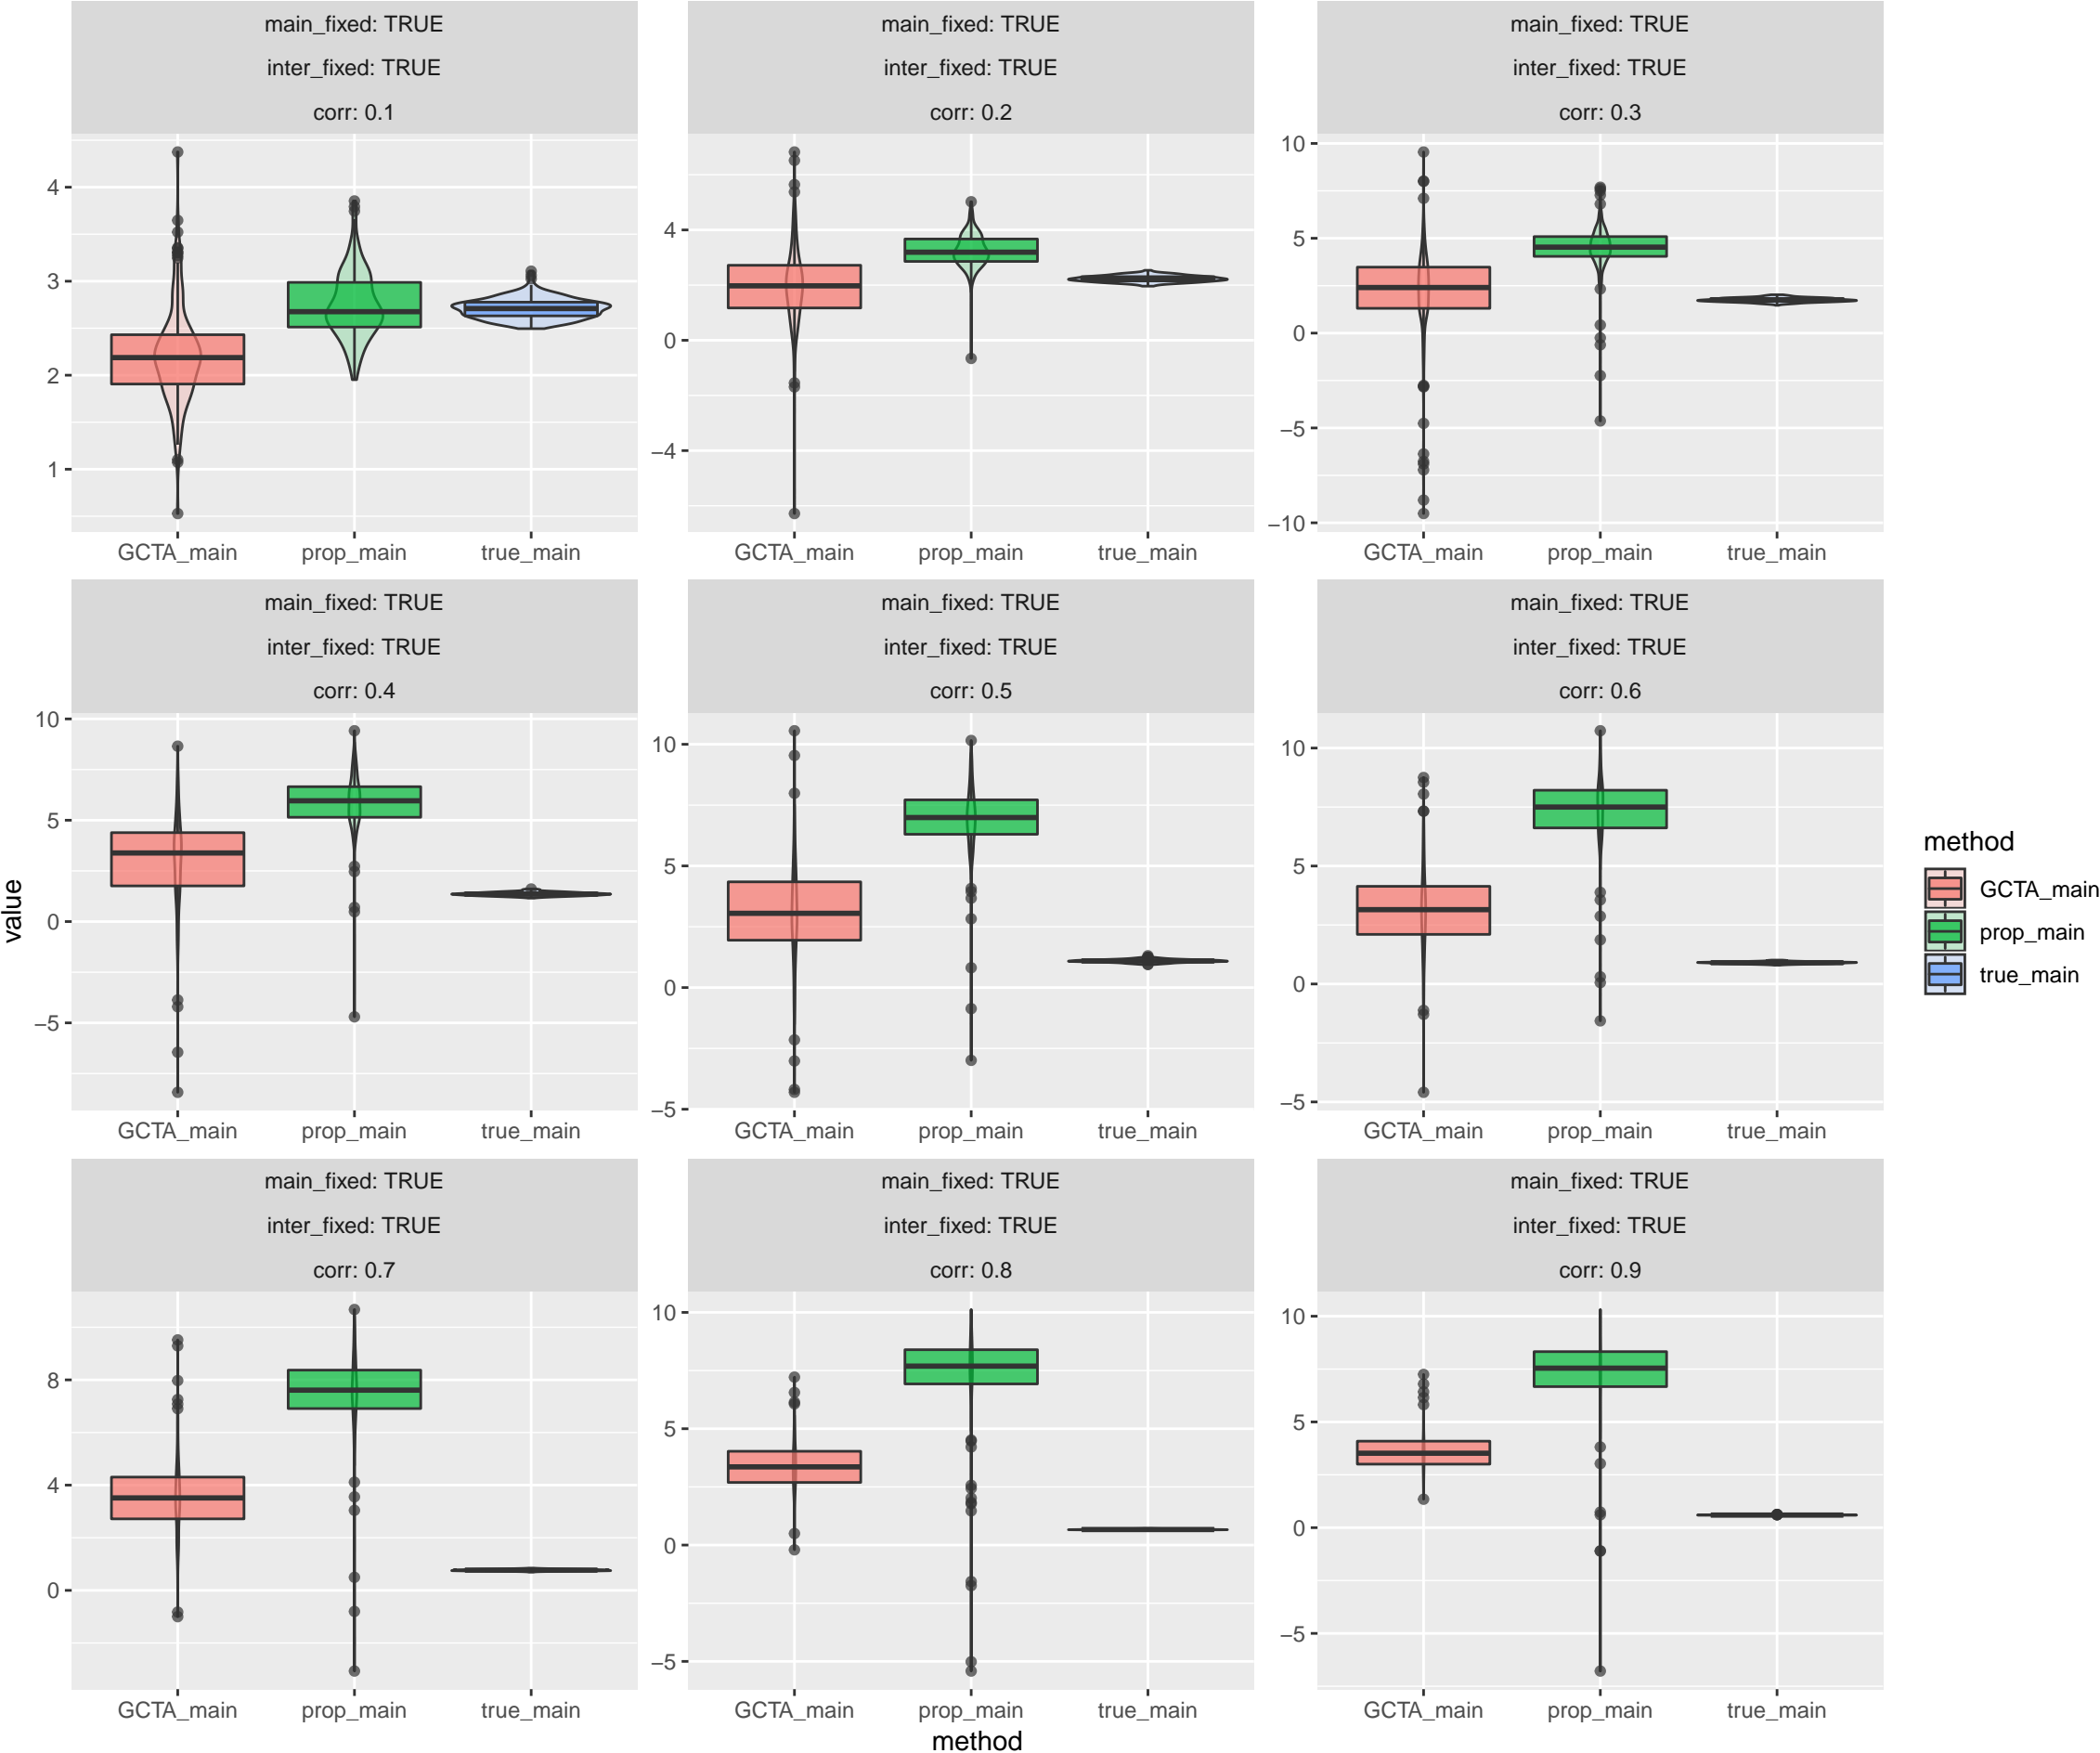 main_fixed: TRUE
inter_fixed: TRUE
corr: 0.1
4
3
2
1
GCTA_main prop_main true_main
main_fixed: TRUE
inter_fixed: TRUE
corr: 0.2
4
0
−4
GCTA_main prop_main true_main
main_fixed: TRUE
inter_fixed: TRUE
corr: 0.3
10
5
0
−5
−10
GCTA_main prop_main true_main
main_fixed: TRUE
inter_fixed: TRUE
corr: 0.4
10
5
0
−5
GCTA_main prop_main true_main
main_fixed: TRUE
inter_fixed: TRUE
corr: 0.5
10
5
0
−5
GCTA_main prop_main true_main
main_fixed: TRUE
inter_fixed: TRUE
corr: 0.6
10
5
0
−5
GCTA_main prop_main true_main
main_fixed: TRUE
inter_fixed: TRUE
corr: 0.7
8
4
0
GCTA_main prop_main true_main
main_fixed: TRUE
inter_fixed: TRUE
corr: 0.8
10
5
0
−5
GCTA_main prop_main true_main
main_fixed: TRUE
inter_fixed: TRUE
corr: 0.9
10
5
0
−5
GCTA_main prop_main true_main
value
method
method
GCTA_main
prop_main
true_main